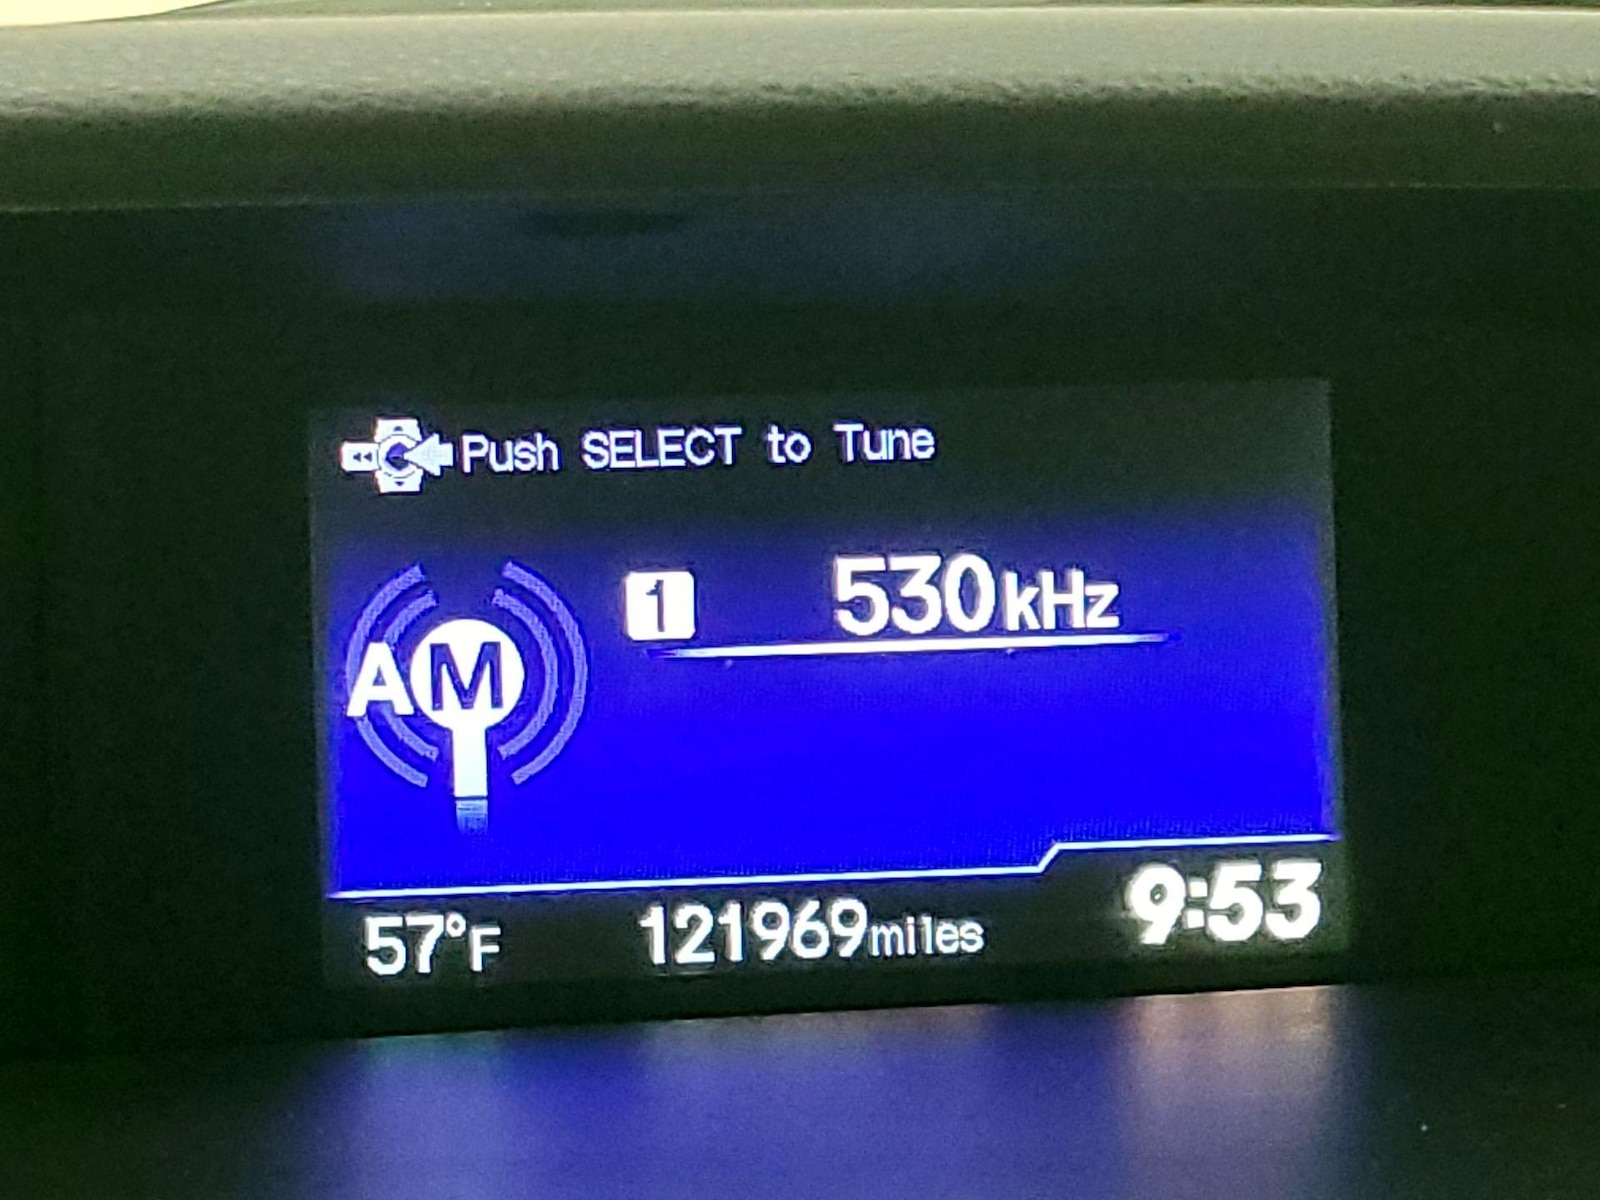 Push SELECT to Tune
1 530kHz
AM
57°F 121969miles 9:53